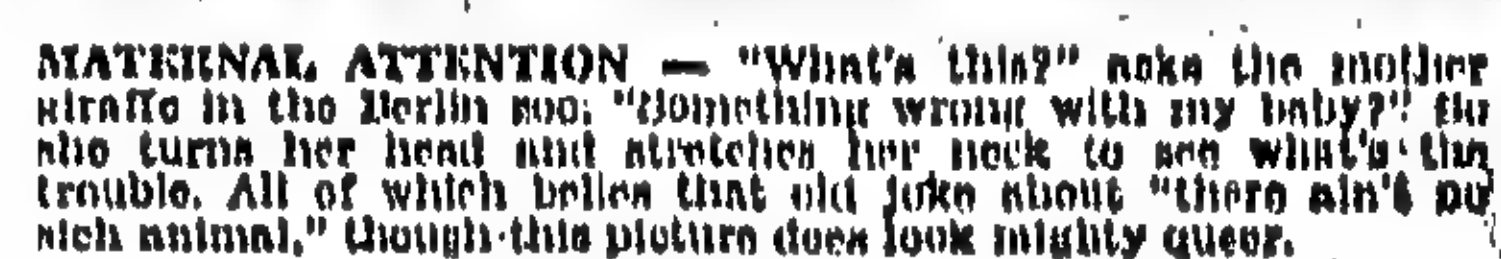 MATERNAL ATTENTION — "What's this?" asks the mother
giraffe in the Berlin zoo; "Something wrong with my baby?" So
she turns her head and stretches her neck to see what's the
trouble. All of which belies that old joke about "there ain't no
sich animal," though this picture does look mighty queer.